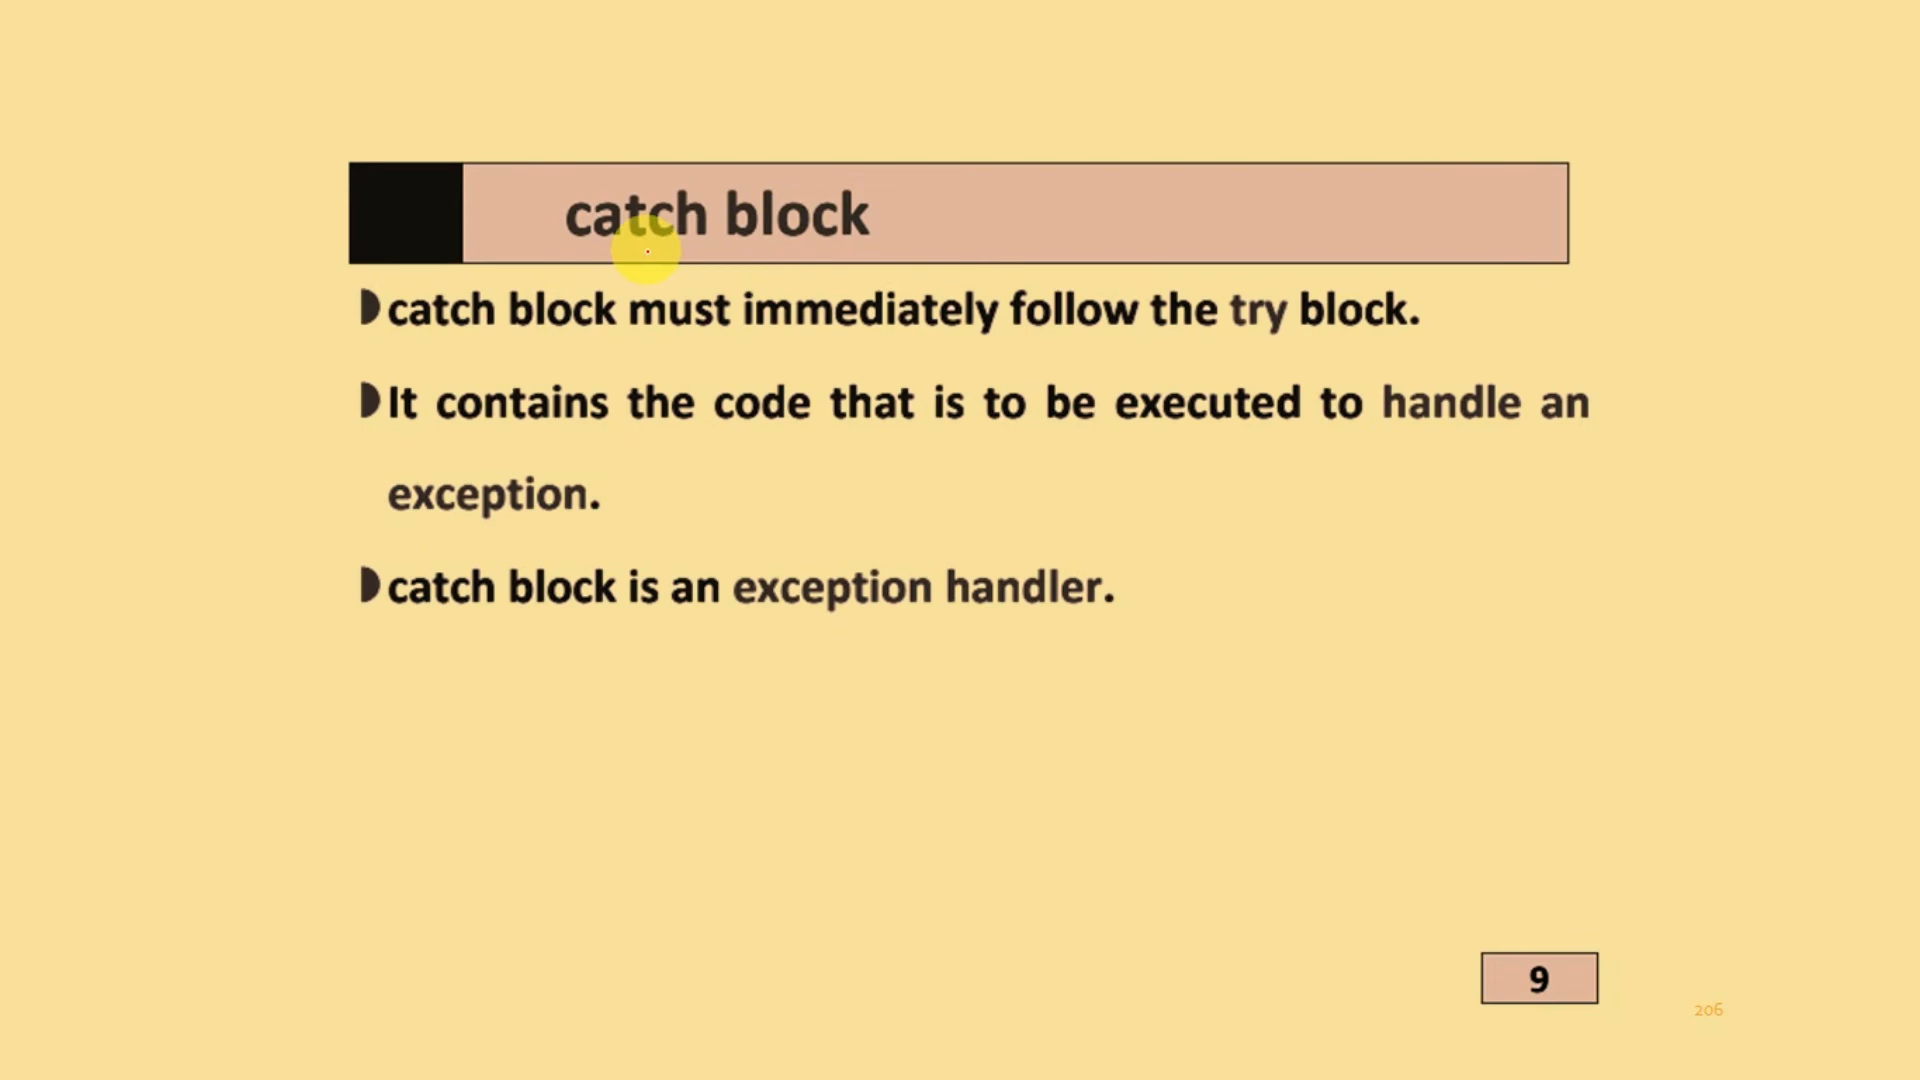 catch block
catch block must immediately follow the try block.
It contains the code that is to be executed to handle an
exception.
catch block is an exception handler.
9
206